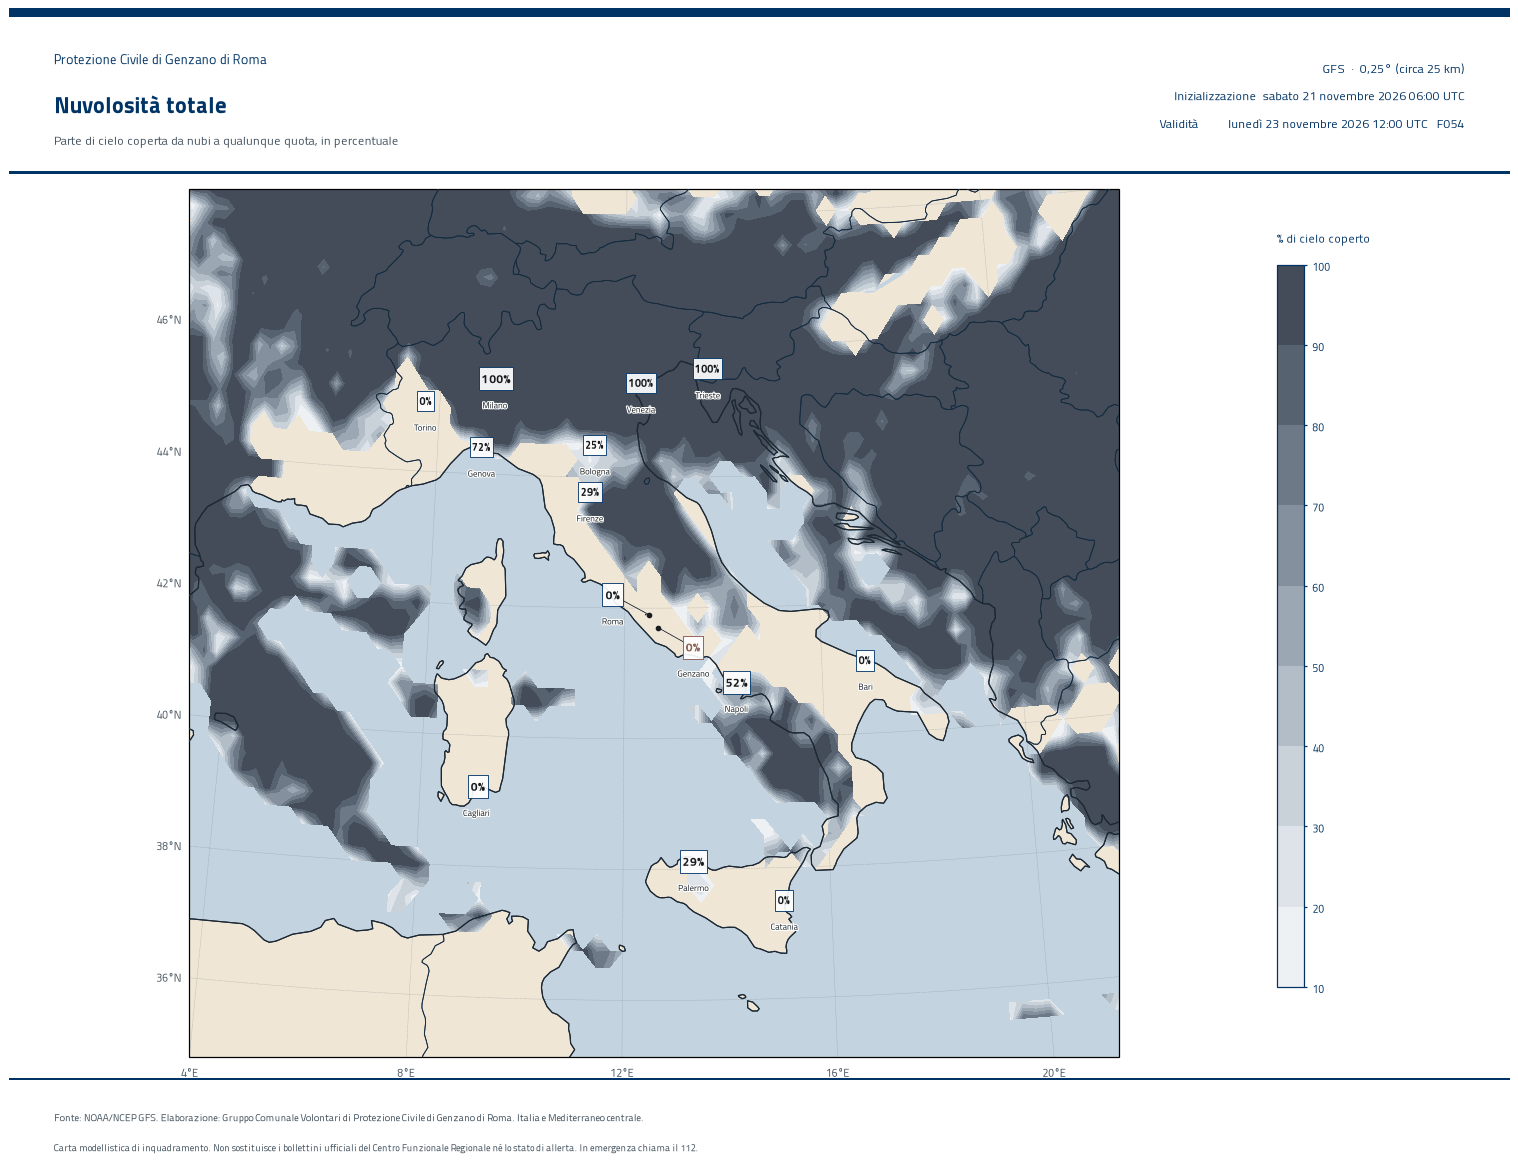 Protezione Civile di Genzano di Roma
Nuvolosità totale
Parte di cielo coperta da nubi a qualunque quota, in percentuale
GFS · 0,25° (circa 25 km)
Inizializzazione sabato 21 novembre 2026 06:00 UTC
Validità lunedì 23 novembre 2026 12:00 UTC F054
% di cielo coperto
100
90
80
70
60
50
40
30
20
10
46°N
44°N
42°N
40°N
38°N
36°N
4°E
8°E
12°E
16°E
20°E
100%
Trieste
100%
Milano
100%
Venezia
0%
Torino
72%
Genova
25%
Bologna
29%
Firenze
0%
Roma
0%
Genzano
0%
Bari
52%
Napoli
0%
Cagliari
29%
Palermo
0%
Catania
Fonte: NOAA/NCEP GFS. Elaborazione: Gruppo Comunale Volontari di Protezione Civile di Genzano di Roma. Italia e Mediterraneo centrale.
Carta modellistica di inquadramento. Non sostituisce i bollettini ufficiali del Centro Funzionale Regionale né lo stato di allerta. In emergenza chiama il 112.